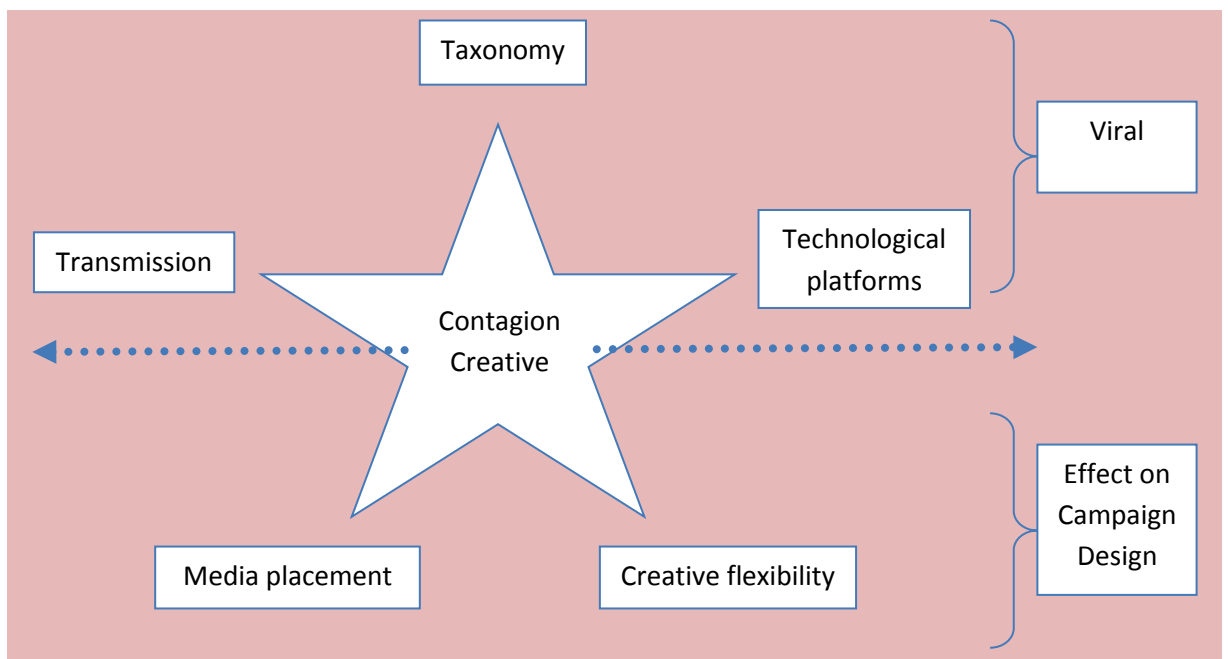 Taxonomy
Viral
Transmission
Technological
platforms
Contagion
Creative
Media placement
Creative flexibility
Effect on
Campaign
Design